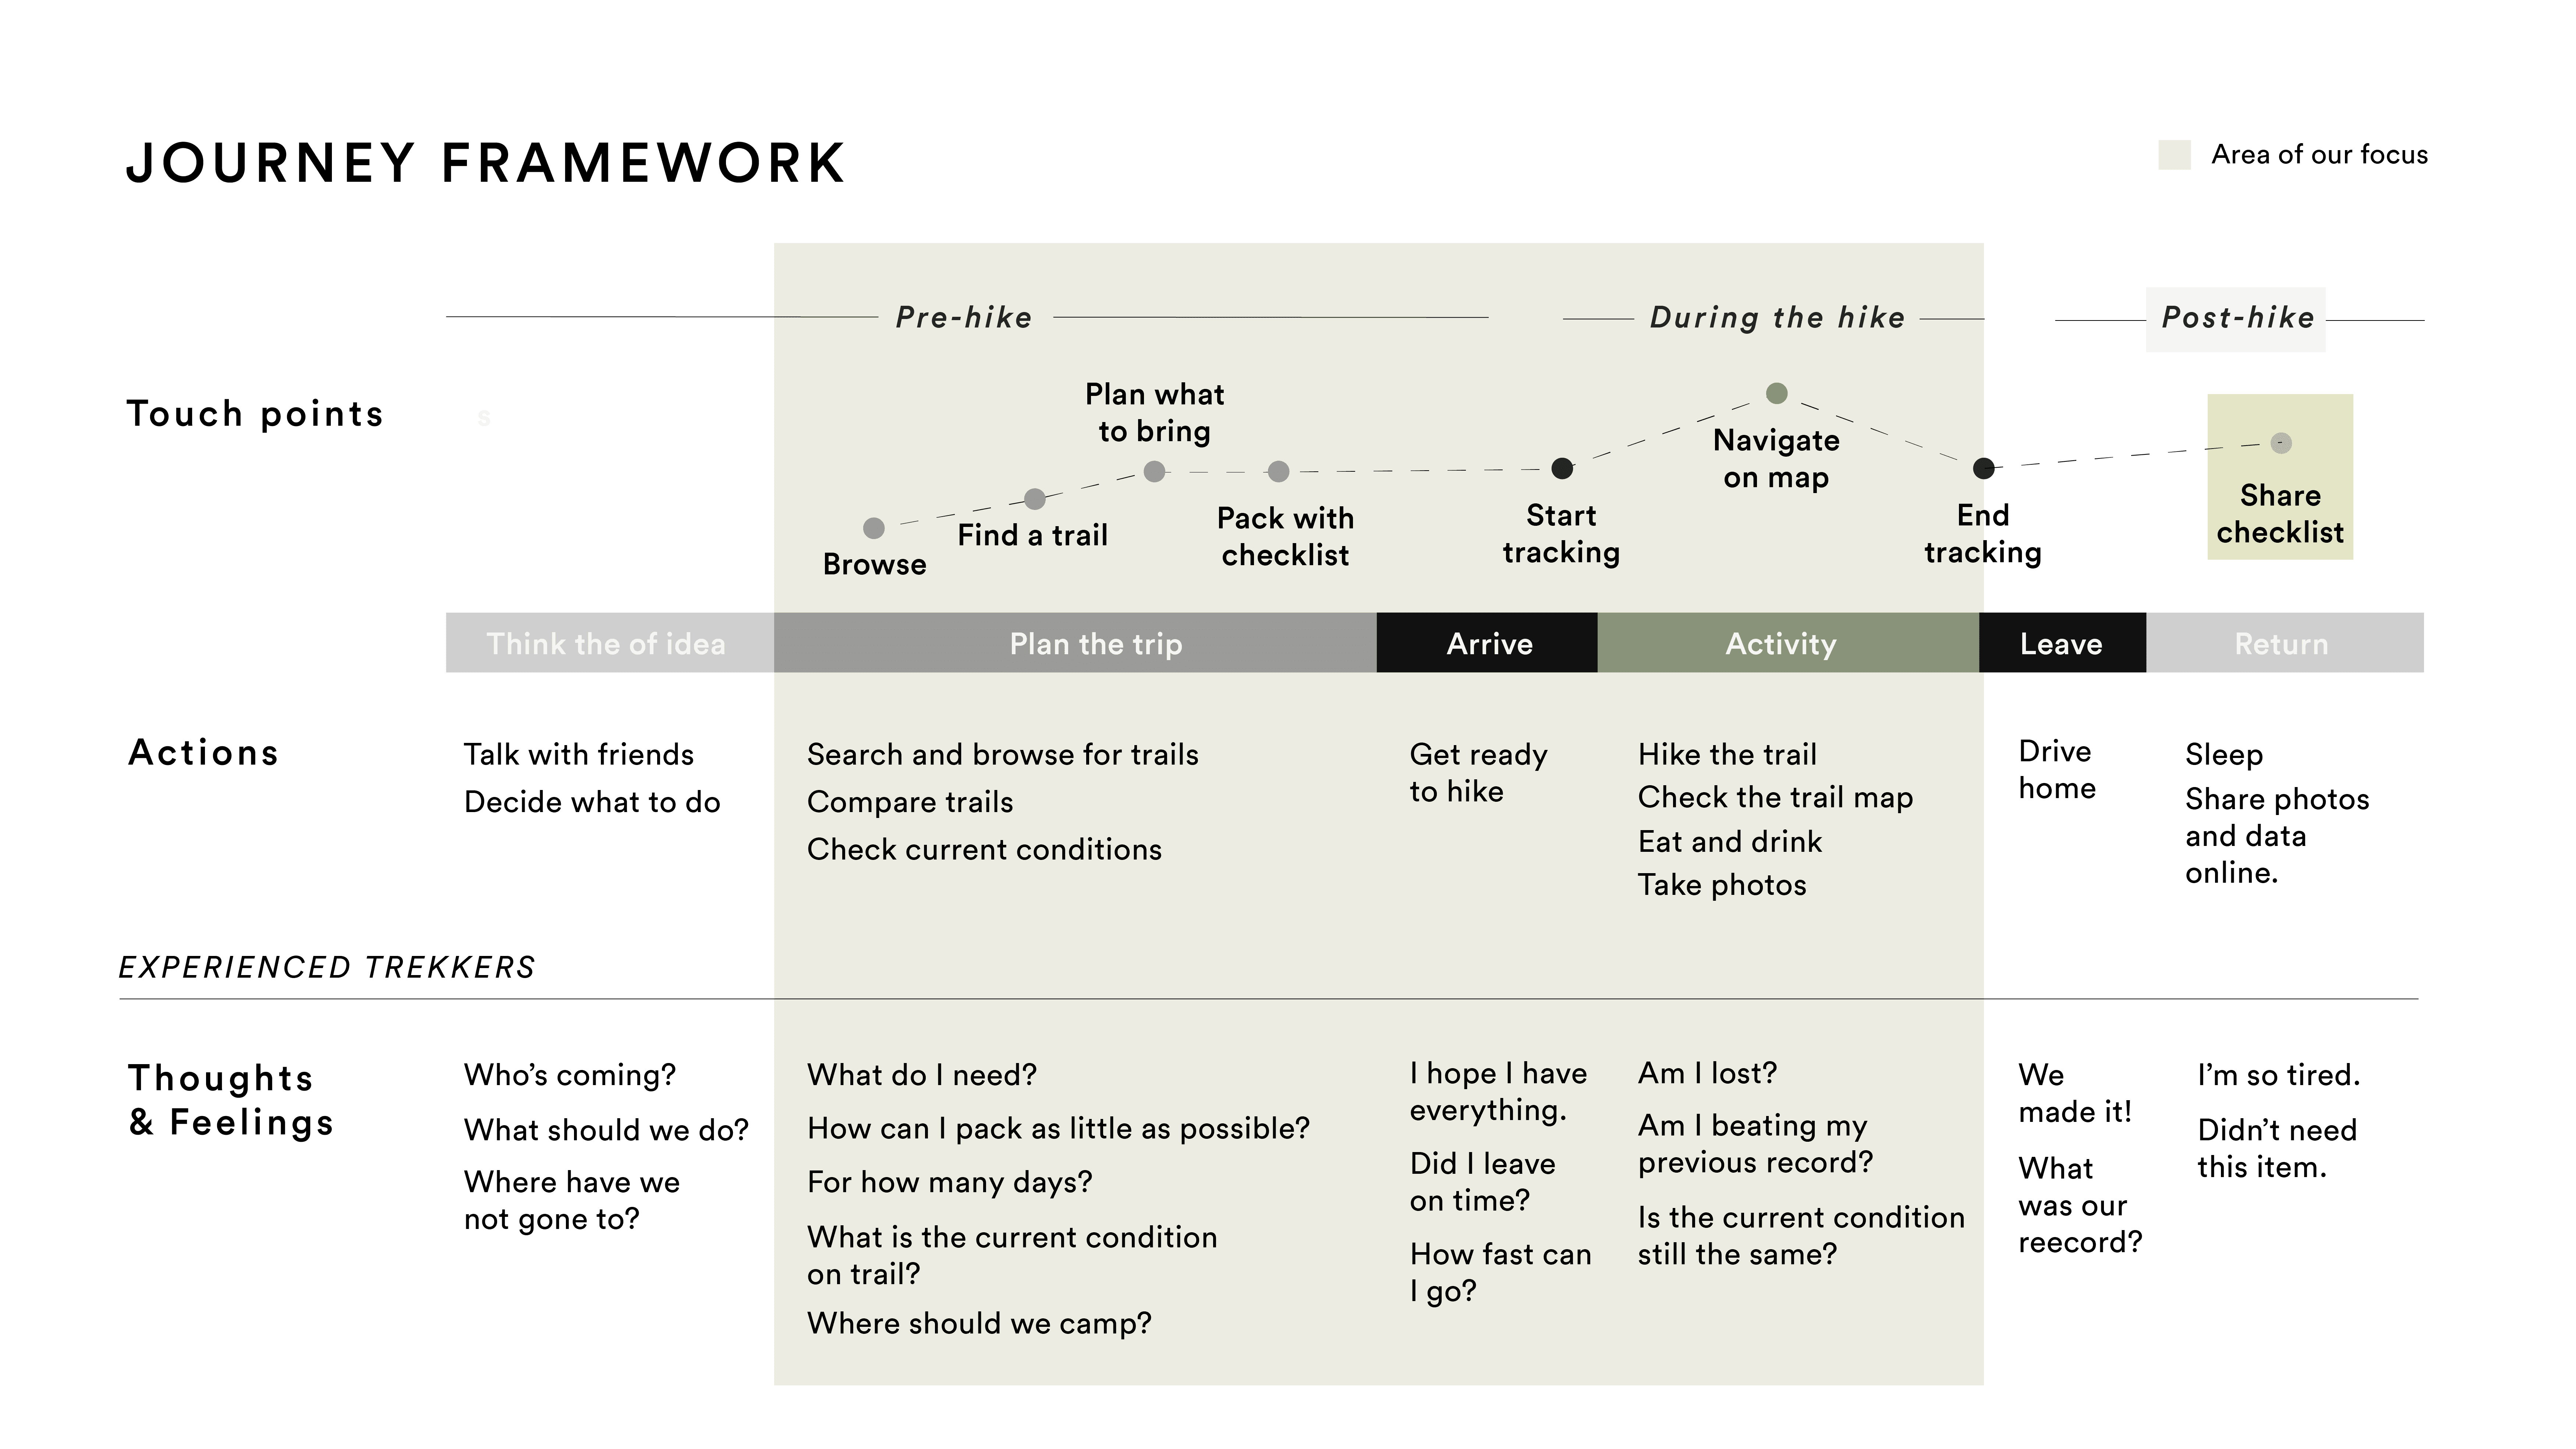 JOURNEY FRAMEWORK
Area of our focus
Pre-hike
During the hike
Post-hike
Touch points
s
Browse
Find a trail
Plan what
to bring
Pack with
checklist
Start
tracking
Navigate
on map
End
tracking
Share
checklist
Think the of idea
Plan the trip
Arrive
Activity
Leave
Return
Actions
Talk with friends
Decide what to do
Search and browse for trails
Compare trails
Check current conditions
Get ready
to hike
Hike the trail
Check the trail map
Eat and drink
Take photos
Drive
home
Sleep
Share photos
and data
online.
EXPERIENCED TREKKERS
Thoughts
& Feelings
Who’s coming?
What should we do?
Where have we
not gone to?
What do I need?
How can I pack as little as possible?
For how many days?
What is the current condition
on trail?
Where should we camp?
I hope I have
everything.
Did I leave
on time?
How fast can
I go?
Am I lost?
Am I beating my
previous record?
Is the current condition
still the same?
We
made it!
What
was our
reecord?
I’m so tired.
Didn’t need
this item.